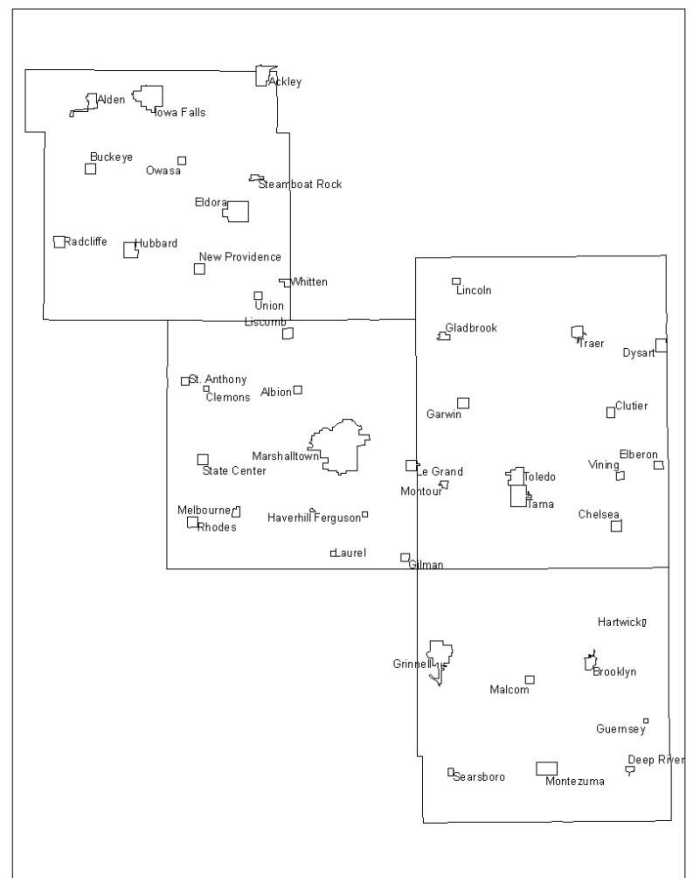 Ackley
Alden
Iowa Falls
Buckeye
Owasa
Steamboat Rock
Eldora
Radcliffe
Hubbard
New Providence
Whitten
Union
Liscomb
Lincoln
Gladbrook
Traer
Dysart
St. Anthony
Clemons
Albion
Garwin
Clutier
Marshalltown
State Center
Le Grand
Montour
Toledo
Tama
Vining
Elberon
Chelsea
Melbourne
Rhodes
Haverhill
Ferguson
Laurel
Gilman
Hartwick
Grinnell
Malcom
Brooklyn
Guernsey
Searsboro
Montezuma
Deep River